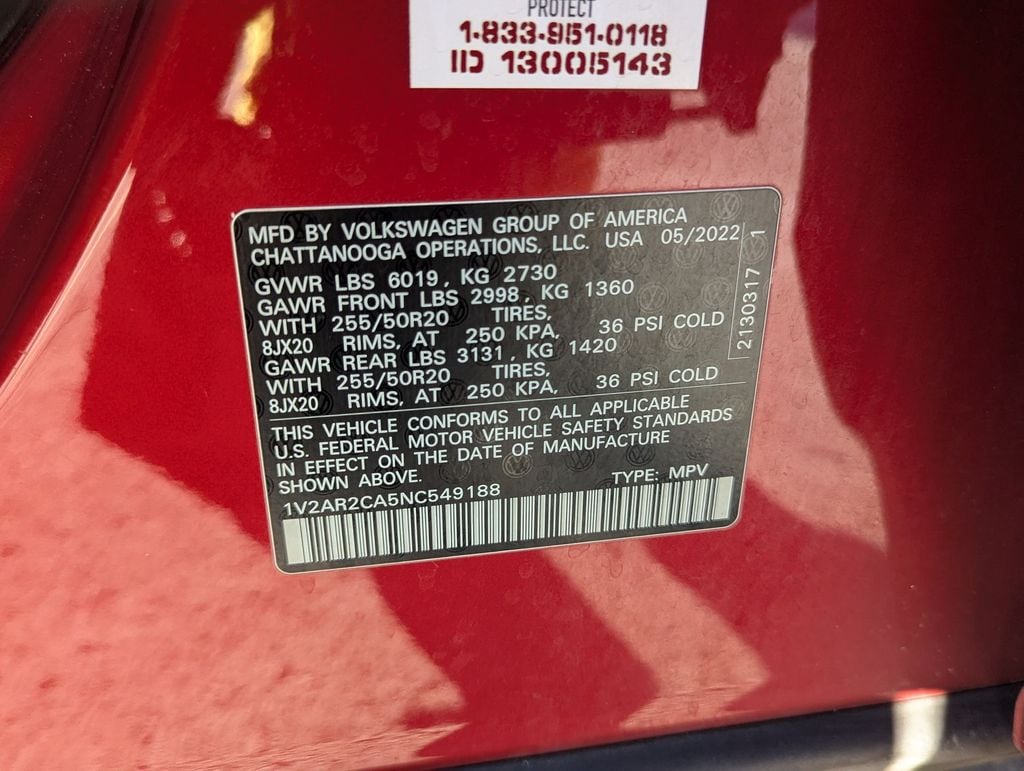 PROTECT
1-833-951-0118
IID 13005143
MFD BY VOLKSWAGEN GROUP OF AMERICA
CHATTANOOGA OPERATIONS, LLC. USA 05/2022
GVWR LBS 6019, KG 2730
GAWR FRONT LBS 2998, KG 1360
WITH 255/50R20 TIRES,
8JX20 RIMS, AT 250 KPA, 36 PSI COLD
GAWR REAR LBS 3131, KG 1420
WITH 255/50R20 TIRES,
8JX20 RIMS, AT 250 KPA, 36 PSI COLD
2130317 1
THIS VEHICLE CONFORMS TO ALL APPLICABLE
U.S. FEDERAL MOTOR VEHICLE SAFETY STANDARDS
IN EFFECT ON THE DATE OF MANUFACTURE
SHOWN ABOVE.
1V2AR2CA5NC549188 TYPE: MPV